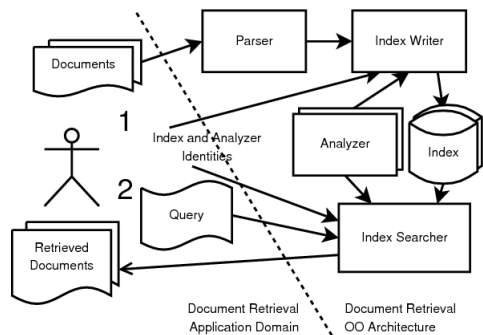 Documents
Parser
Index Writer
1
Index and Analyzer
Identities
Analyzer
Index
2
Query
Index Searcher
Retrieved
Documents
Document Retrieval
Application Domain
Document Retrieval
OO Architecture